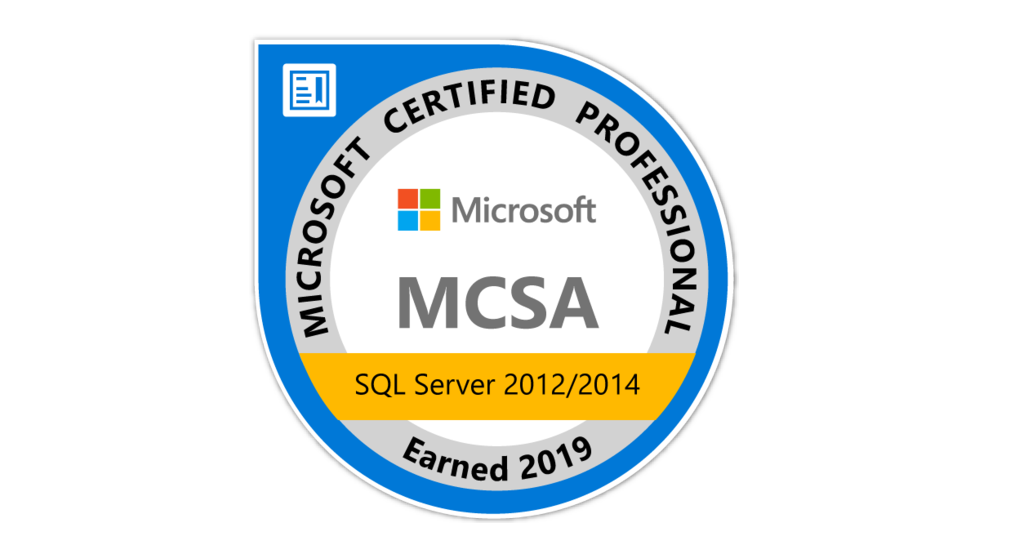 MICROSOFT CERTIFIED PROFESSIONAL
Microsoft
MCSA
SQL Server 2012/2014
Earned 2019